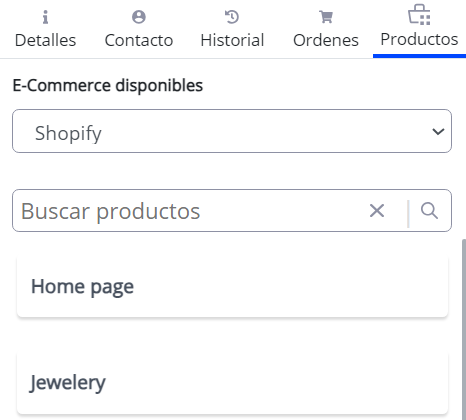 Detalles Contacto Historial Ordenes Productos
E-Commerce disponibles
Shopify
Buscar productos
Home page
Jewelery